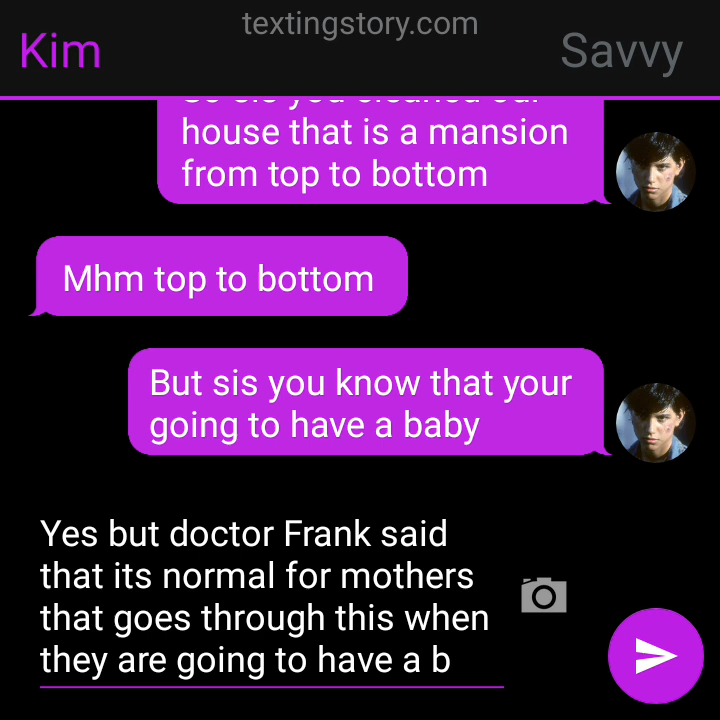 textingstory.com
Kim
Savvy
house that is a mansion
from top to bottom
Mhm top to bottom
But sis you know that your
going to have a baby
Yes but doctor Frank said
that its normal for mothers
that goes through this when
they are going to have a b